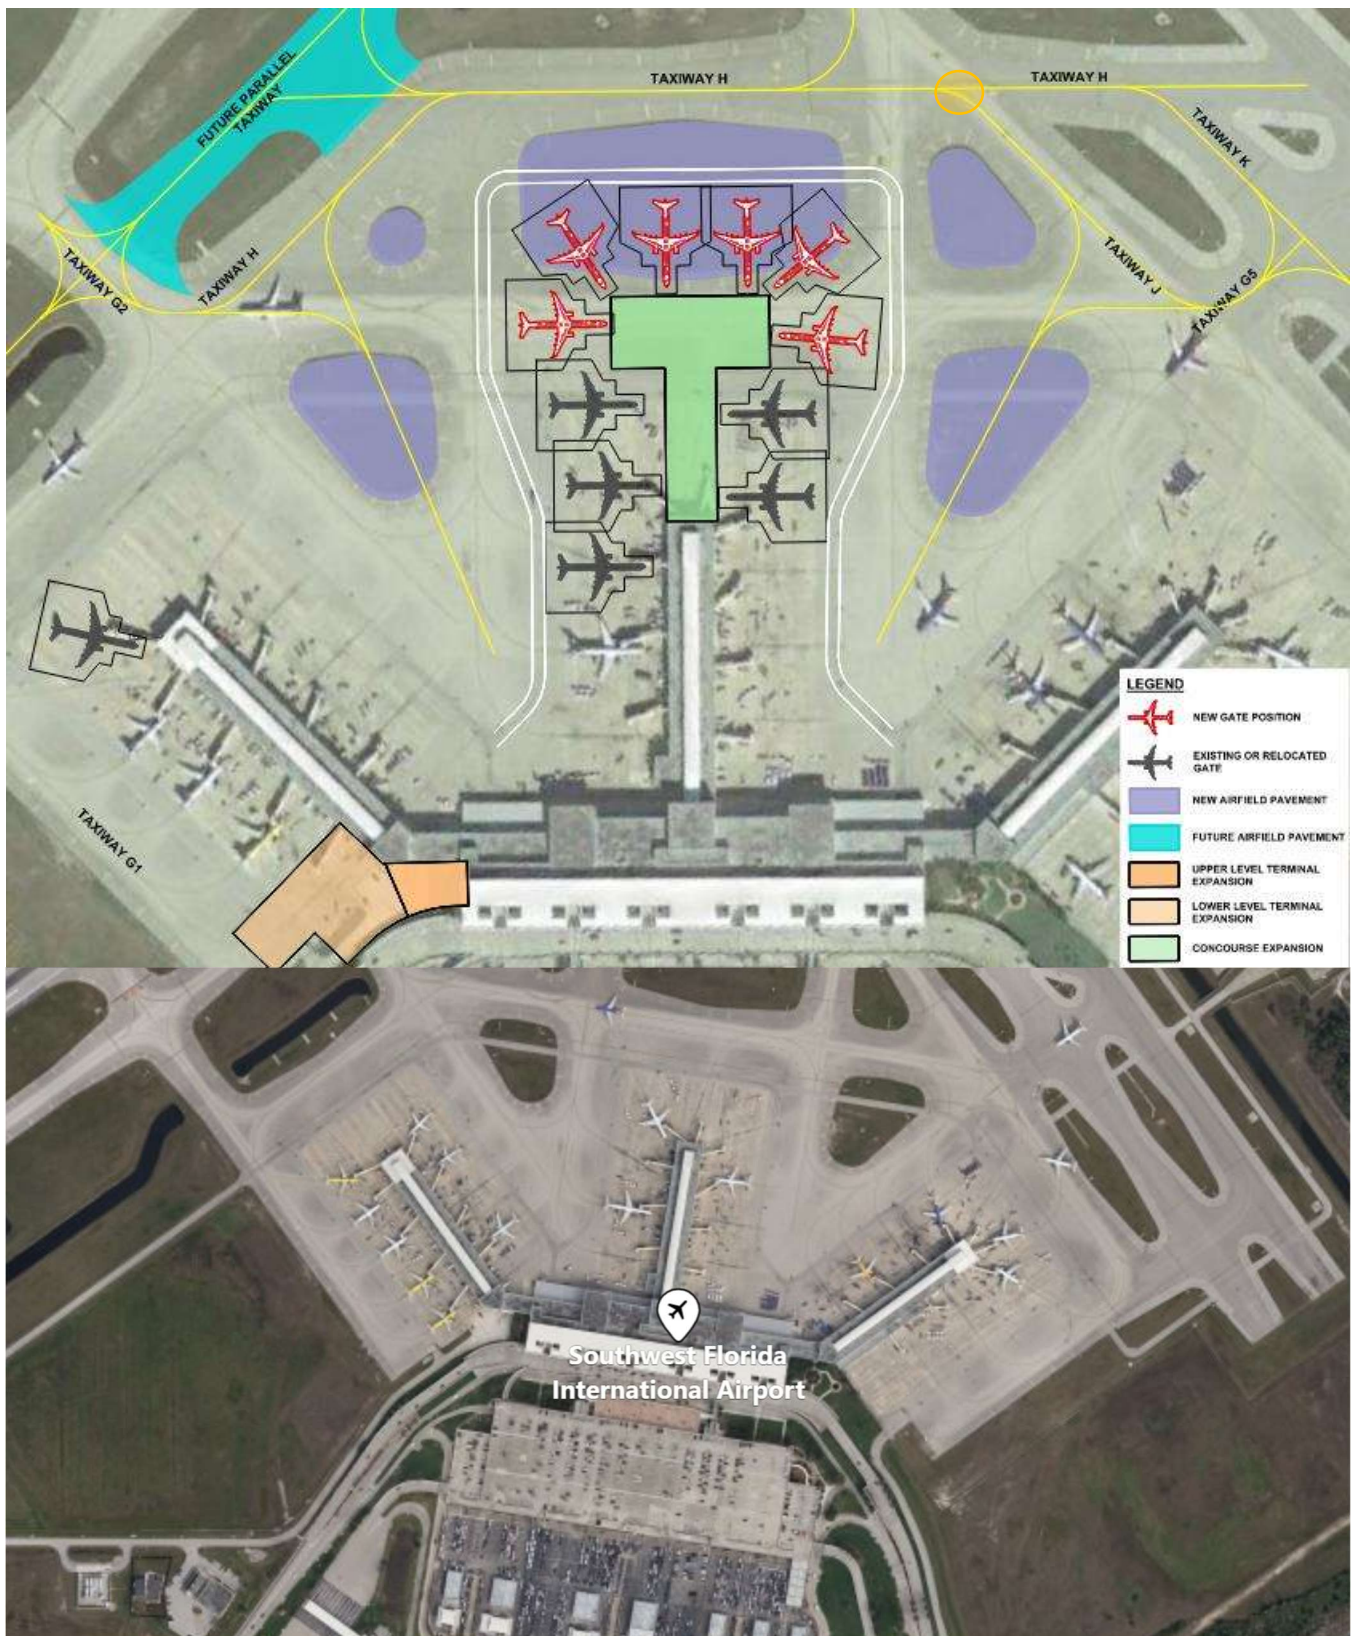 TAXIWAY H
TAXIWAY H
FUTURE PARALLEL
TAXIWAY
TAXIWAY K
TAXIWAY H
TAXIWAY G2
TAXIWAY J
TAXIWAY G5
TAXIWAY G1
LEGEND
NEW GATE POSITION
EXISTING OR RELOCATED
GATE
NEW AIRFIELD PAVEMENT
FUTURE AIRFIELD PAVEMENT
UPPER LEVEL TERMINAL
EXPANSION
LOWER LEVEL TERMINAL
EXPANSION
CONCOURSE EXPANSION
Southwest Florida
International Airport